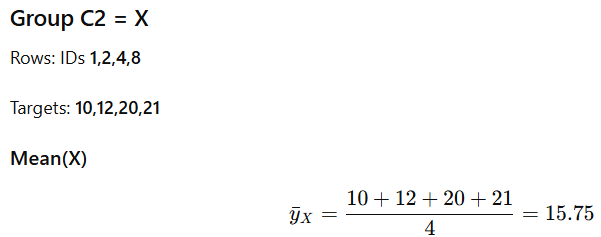 Group C2 = X
Rows: IDs 1,2,4,8
Targets: 10,12,20,21
Mean(X)
ȳ_X = (10 + 12 + 20 + 21) / 4 = 15.75